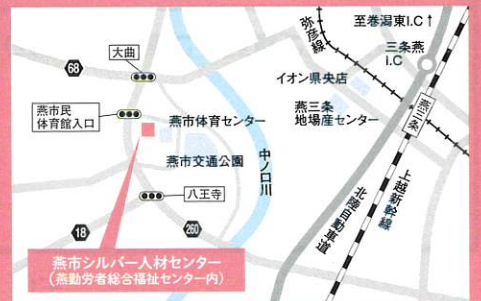 至巻潟東I.C↑
弥彦線
三条燕
I.C
大曲
68
イオン県央店
燕三条
燕市民
体育館入口
燕市体育センター
燕三条
地場産センター
燕市交通公園
中ノ口川
八王寺
上越新幹線
北陸自動車道
18
260
燕市シルバー人材センター
(燕勤労者総合福祉センター内)